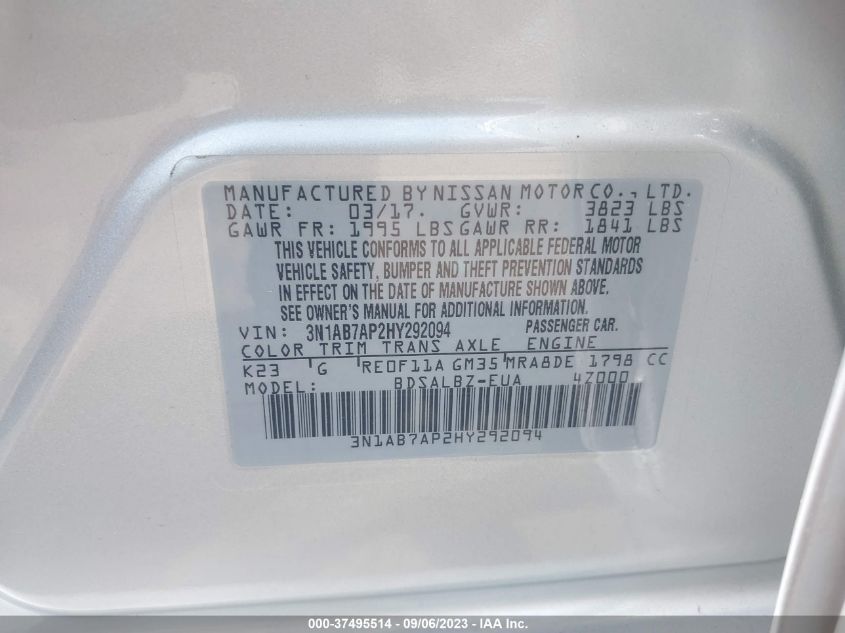 MANUFACTURED BY NISSAN MOTOR CO., LTD.
DATE: 03/17. GVWR: 3823 LBS
GAWR FR: 1995 LBS GAWR RR: 1841 LBS
THIS VEHICLE CONFORMS TO ALL APPLICABLE FEDERAL MOTOR
VEHICLE SAFETY, BUMPER AND THEFT PREVENTION STANDARDS
IN EFFECT ON THE DATE OF MANUFACTURE SHOWN ABOVE.
SEE OWNER'S MANUAL FOR ADDITIONAL INFORMATION.
VIN: 3N1AB7AP2HY292094 PASSENGER CAR.
COLOR TRIM TRANS AXLE ENGINE
K23 G RE0F11A GM35 MRA8DE 1798 CC
MODEL: BDSALBZ-EUA 4Z000
3N1AB7AP2HY292094
000-37495514 - 09/06/2023 - IAA Inc.